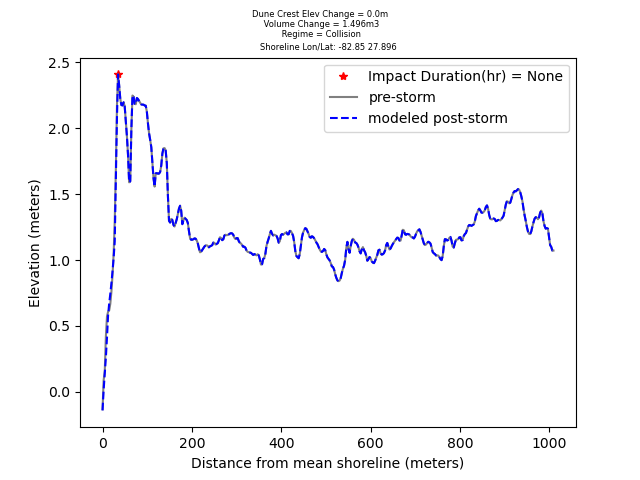 Dune Crest Elev Change = 0.0m
Volume Change = 1.496m3
Regime = Collision
Shoreline Lon/Lat: -82.85 27.896
Impact Duration(hr) = None
pre-storm
modeled post-storm
Elevation (meters)
2.5
2.0
1.5
1.0
0.5
0.0
0 200 400 600 800 1000
Distance from mean shoreline (meters)